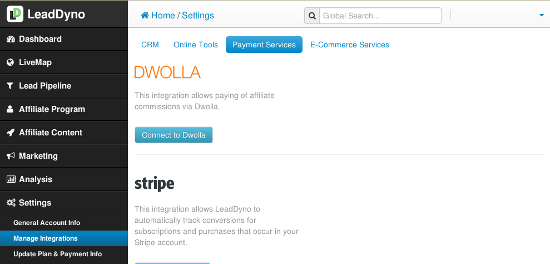 LeadDyno
Home / Settings
Global Search...
Dashboard
LiveMap
Lead Pipeline
Affiliate Program
Affiliate Content
Marketing
Analysis
Settings
General Account Info
Manage Integrations
Update Plan & Payment Info
CRM Online Tools Payment Services E-Commerce Services
DWOLLA
This integration allows paying of affiliate
commissions via Dwolla.
Connect to Dwolla
stripe
This integration allows LeadDyno to
automatically track conversions for
subscriptions and purchases that occur in your
Stripe account.